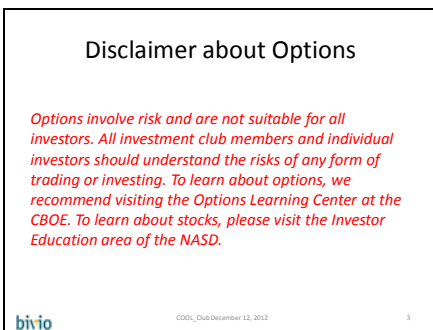 Disclaimer about Options
Options involve risk and are not suitable for all
investors. All investment club members and individual
investors should understand the risks of any form of
trading or investing. To learn about options, we
recommend visiting the Options Learning Center at the
CBOE. To learn about stocks, please visit the Investor
Education area of the NASD.
bivio
COOL_Club December 12, 2012
3